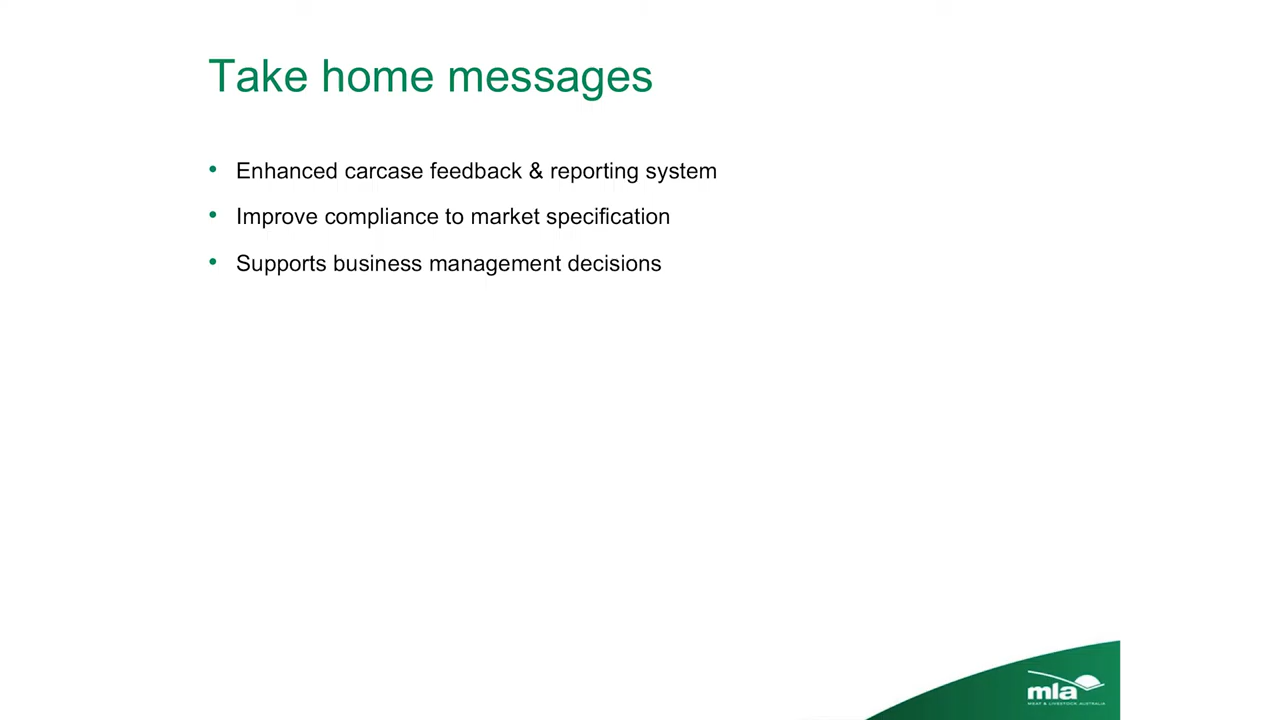 Take home messages
• Enhanced carcase feedback & reporting system
• Improve compliance to market specification
• Supports business management decisions
mla
MEAT & LIVESTOCK AUSTRALIA